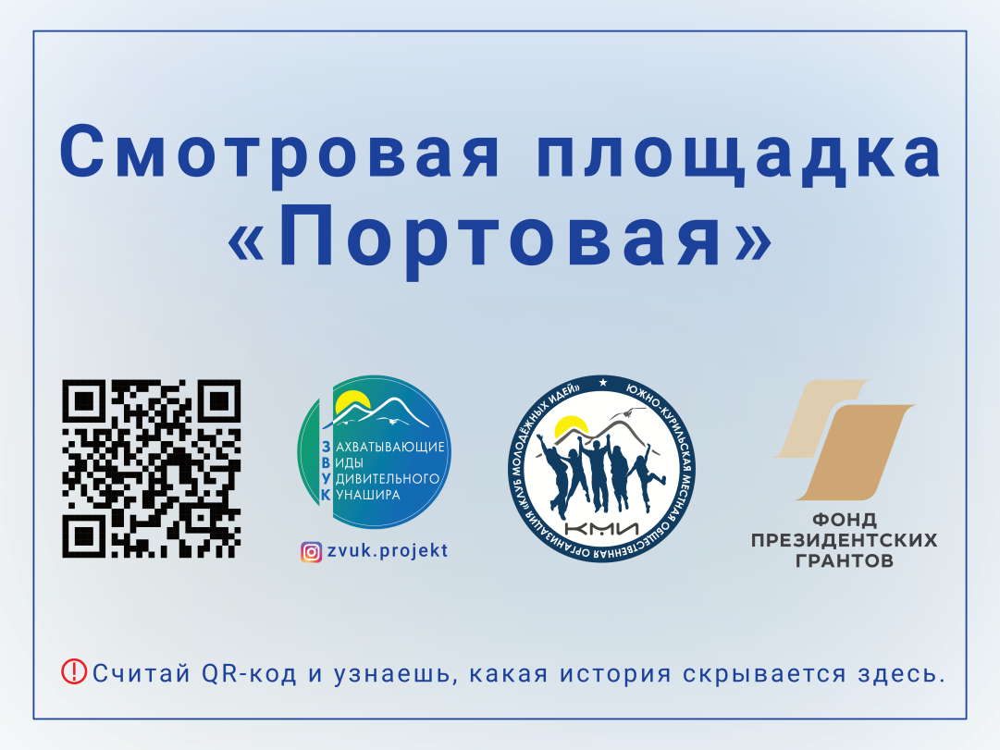 Смотровая площадка
«Портовая»
ЗАХВАТЫВАЮЩИЕ
ВИДЫ
УДИВИТЕЛЬНОГО
КУНАШИРА
zvuk.projekt
ЮЖНО-КУРИЛЬСКАЯ МЕСТНАЯ ОБЩЕСТВЕННАЯ ОРГАНИЗАЦИЯ «КЛУБ МОЛОДЁЖНЫХ ИДЕЙ»
КМИ
ФОНД
ПРЕЗИДЕНТСКИХ
ГРАНТОВ
Считай QR-код и узнаешь, какая история скрывается здесь.